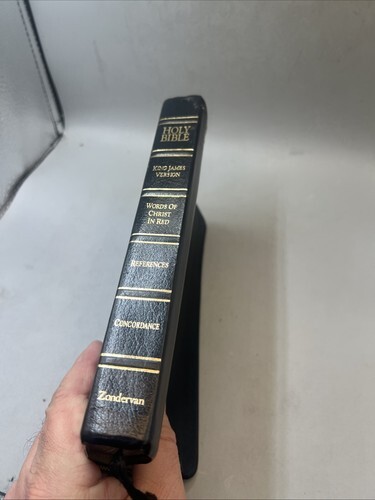 HOLY
BIBLE
KING JAMES
VERSION
WORDS OF
CHRIST
IN RED
REFERENCES
CONCORDANCE
Zondervan